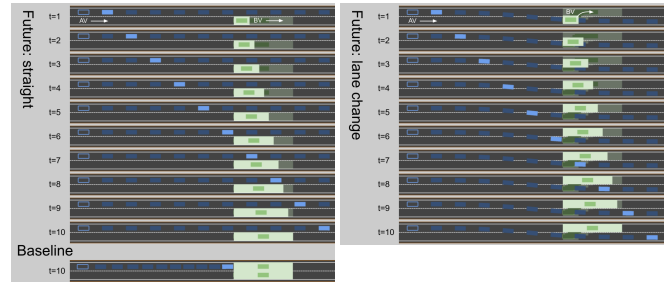 Future: straight
t=1
AV
BV
t=2
t=3
t=4
t=5
t=6
t=7
t=8
t=9
t=10
Baseline
t=10
Future: lane change
t=1
AV
BV
t=2
t=3
t=4
t=5
t=6
t=7
t=8
t=9
t=10